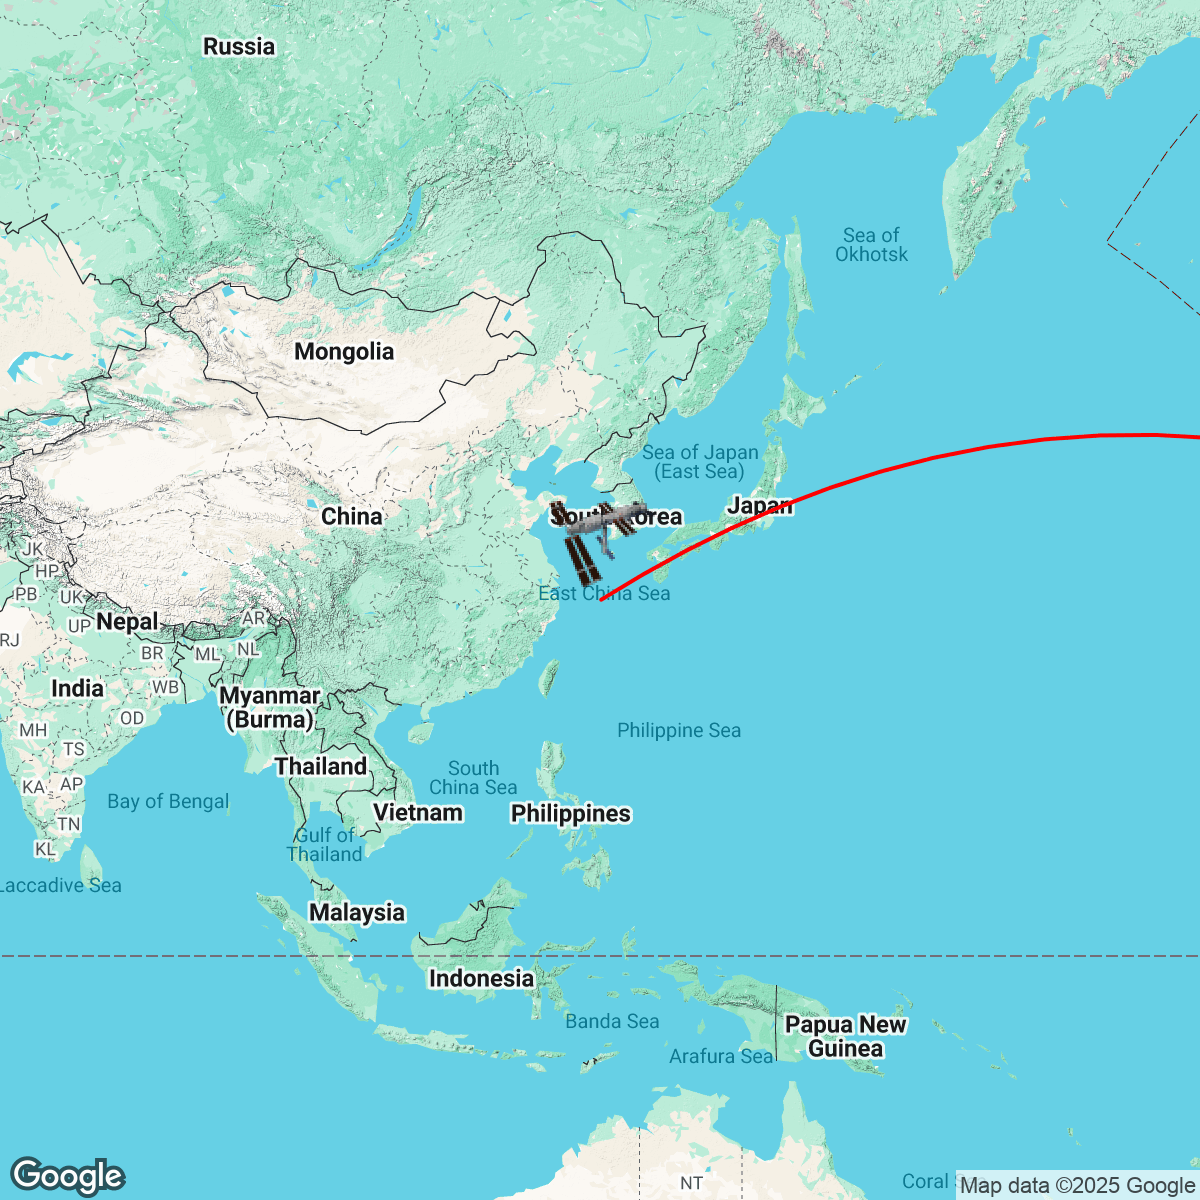 Russia
Sea of
Okhotsk
Mongolia
Sea of Japan
(East Sea)
Japan
China
South Korea
JK
HP
PB
UK
East China Sea
Nepal
AR
UP
RJ
BR
ML
NL
India
WB
Myanmar
(Burma)
OD
MH
Philippine Sea
TS
Thailand
South
China Sea
KA
AP
Bay of Bengal
Vietnam
Philippines
TN
Gulf of
Thailand
KL
Laccadive Sea
Malaysia
Indonesia
Banda Sea
Papua New
Guinea
Arafura Sea
NT
Coral
Google
Map data ©2025 Google